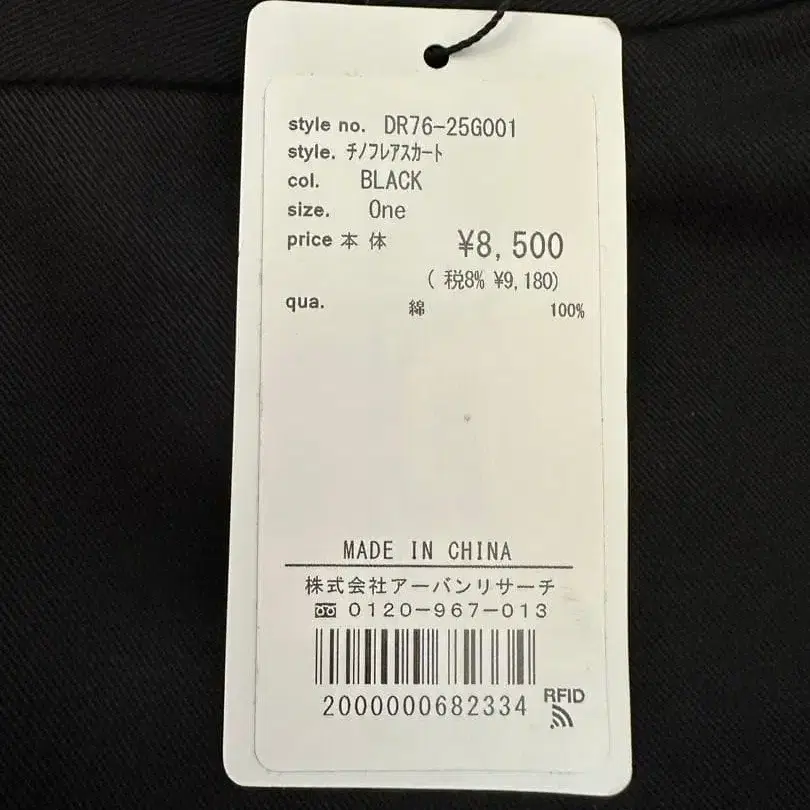 style no. DR76-25G001
style. ﾁﾉﾌﾚｱｽｶｰﾄ
col. BLACK
size. One
price 本 体 ¥8,500
( 税8% ¥9,180)
qua. 綿 100%
MADE IN CHINA
株式会社アーバンリサーチ
0120-967-013
2000000682334
RFID